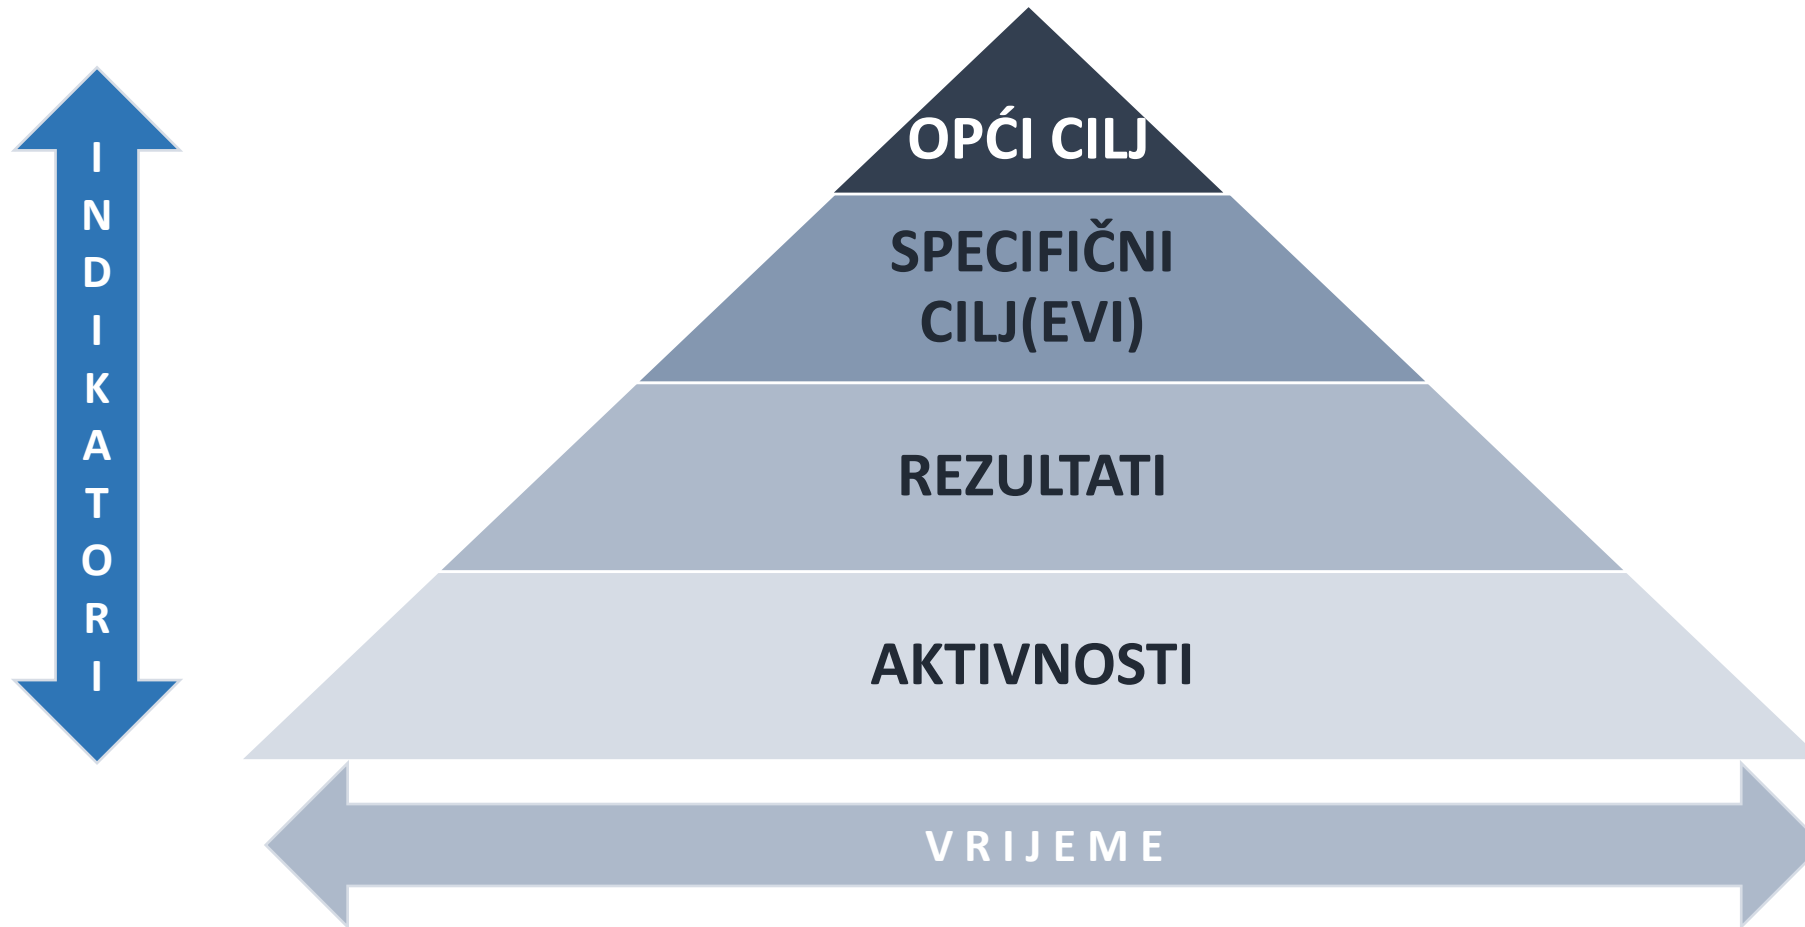 OPĆI CILJ
SPECIFIČNI
CILJ(EVI)
REZULTATI
AKTIVNOSTI
INDIKATORI
VRIJEME